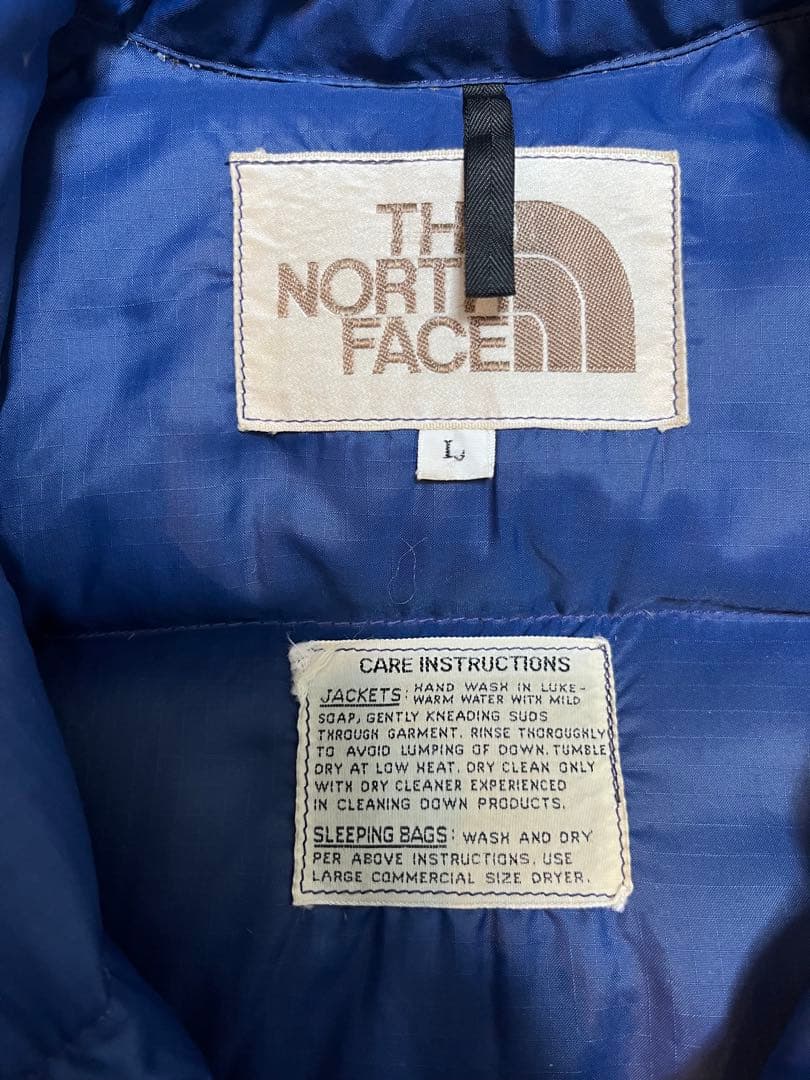 THE
NORTH
FACE
L
CARE INSTRUCTIONS
JACKETS: HAND WASH IN LUKE-
WARM WATER WITH MILD
SOAP, GENTLY KNEADING SUDS
THROUGH GARMENT. RINSE THOROUGHLY
TO AVOID LUMPING OF DOWN. TUMBLE
DRY AT LOW HEAT. DRY CLEAN ONLY
WITH DRY CLEANER EXPERIENCED
IN CLEANING DOWN PRODUCTS.
SLEEPING BAGS: WASH AND DRY
PER ABOVE INSTRUCTIONS. USE
LARGE COMMERCIAL SIZE DRYER.